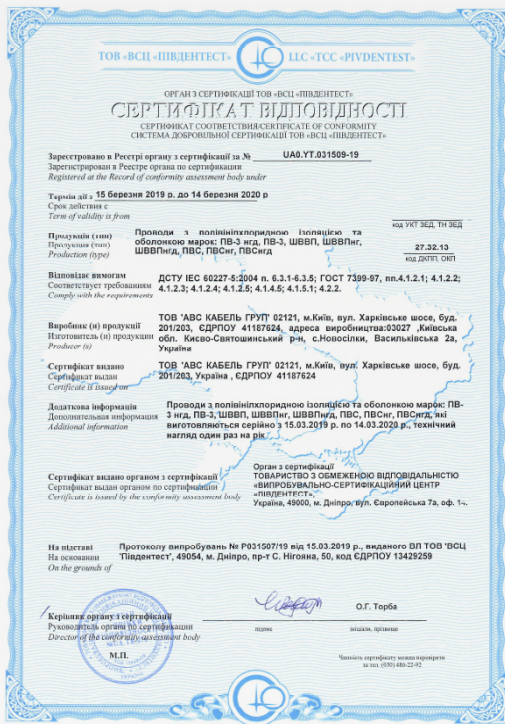 ТОВ «ВСЦ «ПІВДЕНТЕСТ» LLC «TCC «PIVDENTEST»
ОРГАН З СЕРТИФІКАЦІЇ ТОВ «ВСЦ «ПІВДЕНТЕСТ»
СЕРТИФІКАТ ВІДПОВІДНОСТІ
СЕРТИФИКАТ СООТВЕТСТВИЯ/CERTIFICATE OF CONFORMITY
СИСТЕМА ДОБРОВІЛЬНОЇ СЕРТИФІКАЦІЇ ТОВ «ВСЦ «ПІВДЕНТЕСТ»
Зареєстровано в Реєстрі органу з сертифікації за № UA0.YT.031509-19
Зарегистрирован в Реестре органа по сертификации
Registered at the Record of conformity assessment body under
Термін дії з 15 березня 2019 р. до 14 березня 2020 р
Срок действия с
Term of validity is from
код УКТ ЗЕД, ТН ЗЕД
Продукція (тип) Проводи з полівінілхлоридною ізоляцією та
Продукция (тип) оболонкою марок: ПВ-3 нгд, ПВ-3, ШВВП, ШВВПнг,
Production (type) ШВВПнгд, ПВС, ПВСнг, ПВСнгд
27.32.13
код ДКПП, ОКП
Відповідає вимогам ДСТУ ІЕС 60227-5:2004 п. 6.3.1-6.3.5; ГОСТ 7399-97, пп.4.1.2.1; 4.1.2.2;
Соответствует требованиям 4.1.2.3; 4.1.2.4; 4.1.2.5; 4.1.4.5; 4.1.5.1; 4.2.2.
Comply with the requirements
Виробник (и) продукції ТОВ 'АВС КАБЕЛЬ ГРУП' 02121, м.Київ, вул. Харківське шосе, буд.
Изготовитель (и) продукции 201/203, ЄДРПОУ 41187624, адреса виробництва:03027 ,Київська
Producer (s) обл. Києво-Святошинський р-н, с.Новосілки, Васильківська 2а,
Україна
Сертифікат видано ТОВ 'АВС КАБЕЛЬ ГРУП' 02121, м.Київ, вул. Харківське шосе, буд.
Сертификат выдан 201/203, Україна , ЄДРПОУ 41187624
Certificate is issued on
Додаткова інформація Проводи з полівінілхлоридною ізоляцією та оболонкою марок: ПВ-
Дополнительная информация 3 нгд, ПВ-3, ШВВП, ШВВПнг, ШВВПнгд, ПВС, ПВСнг, ПВСнгд, які
Additional information виготовляються серійно з 15.03.2019 р. по 14.03.2020 р., технічний
нагляд один раз на рік
Орган з сертифікації
Сертифікат видано органом з сертифікації ТОВАРИСТВО З ОБМЕЖЕНОЮ ВІДПОВІДАЛЬНІСТЮ
Сертификат выдан органом по сертификации «ВИПРОБУВАЛЬНО-СЕРТИФІКАЦІЙНИЙ ЦЕНТР
Certificate is issued by the conformity assessment body «ПІВДЕНТЕСТ»,
Україна, 49000, м. Дніпро, вул. Європейська 7а, оф. 14.
На підставі Протоколу випробувань № Р031507/19 від 15.03.2019 р., виданого ВЛ ТОВ 'ВСЦ
На основании 'Південтест', 49054, м. Дніпро, пр-т С. Нігояна, 50, код ЄДРПОУ 13429259
On the grounds of
Керівник органу з сертифікації О.Г. Торба
Руководитель органа по сертификации підпис ініціали, прізвище
Director of the conformity assessment body
М.П.
Чинність сертифікату можна перевірити
за тел. (050) 486-22-92